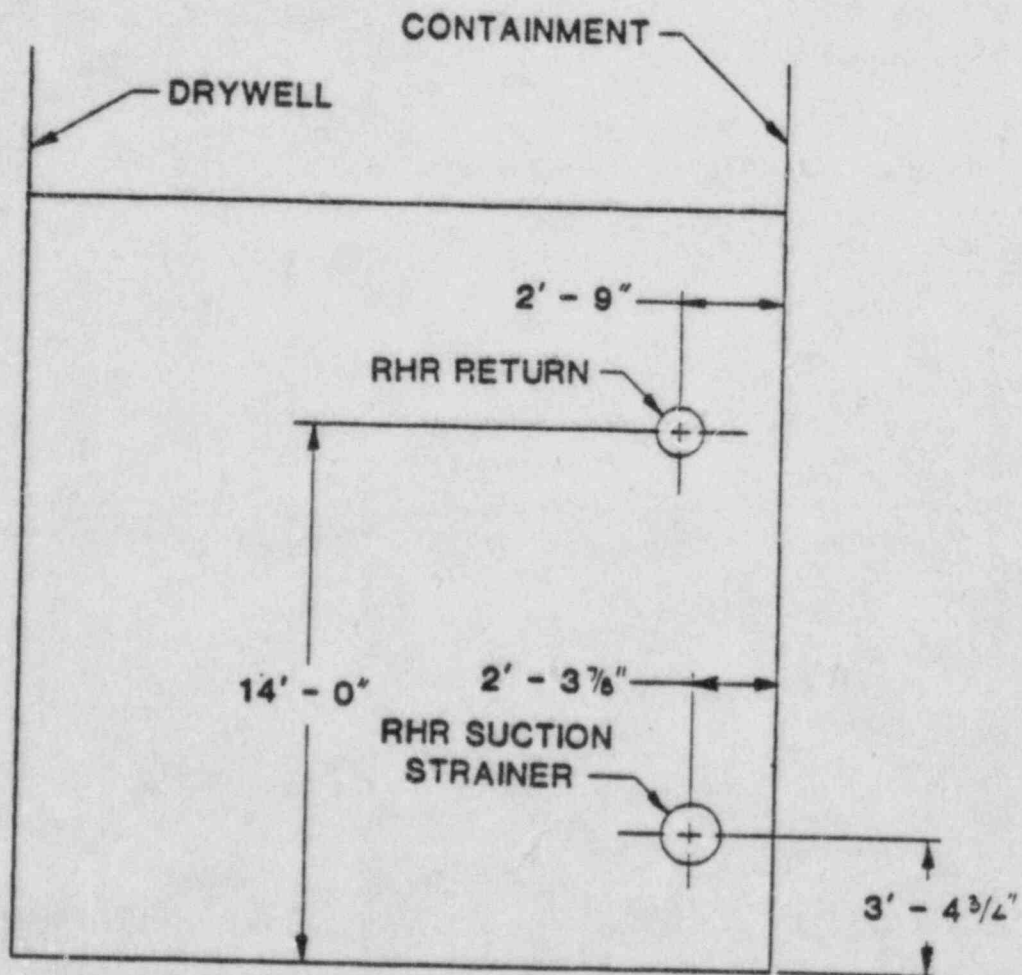 CONTAINMENT
DRYWELL
2' - 9"
RHR RETURN
14' - 0"
2' - 3 7/8"
RHR SUCTION
STRAINER
3' - 4 3/4"